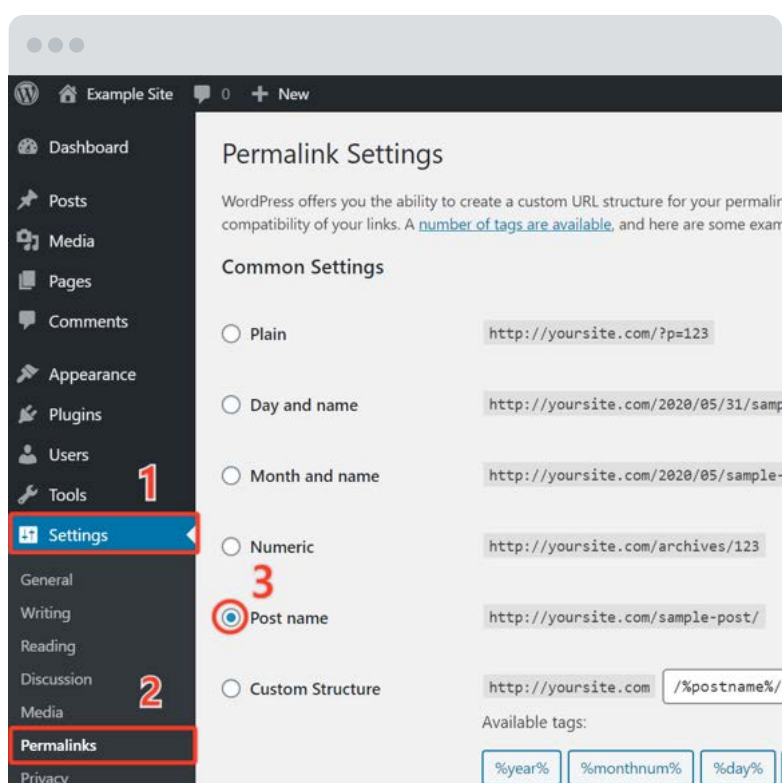 Example Site 0 + New
Dashboard
Posts
Media
Pages
Comments
Appearance
Plugins
Users
Tools
1
Settings
General
Writing
Reading
Discussion
Media
2
Permalinks
Privacy
Permalink Settings
WordPress offers you the ability to create a custom URL structure for your
compatibility of your links. A number of tags are available, and here are some
Common Settings
Plain http://yoursite.com/?p=123
Day and name http://yoursite.com/2020/05/31/
Month and name http://yoursite.com/2020/05/sample-
Numeric http://yoursite.com/archives/123
3
Post name http://yoursite.com/sample-post/
Custom Structure http://yoursite.com /%postname%/
Available tags:
%year% %monthnum% %day%